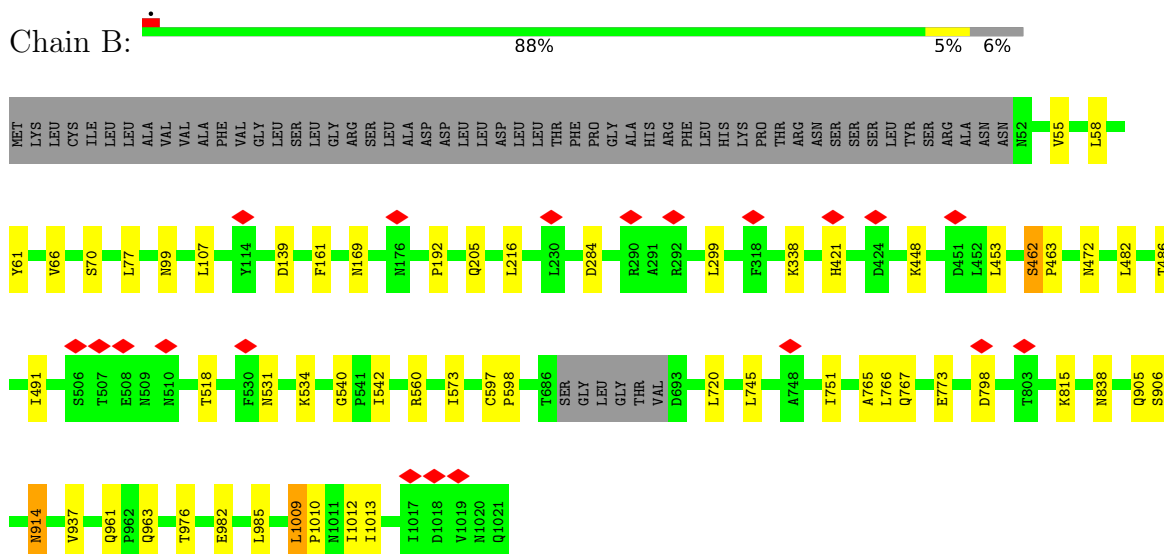 Chain B:
88% 5% 6%
MET LYS LEU CYS ILE LEU LEU ALA VAL VAL ALA PHE VAL GLY LEU SER LEU GLY ARG SER LEU ALA ASP ASP LEU LEU ASP LEU LEU THR PHE PRO GLY ALA HIS ARG PHE LEU HIS LYS PRO THR ARG ASN SER SER SER LEU TYR SER ARG ALA ASN ASN N52 V55 L58
Y61 V66 S70 L77 N99 L107 Y114 D139 F161 N169 N176 P192 Q205 L216 L230 D284 R290 A291 R292 L299 F318 K338 H421 D424 K448 D451 L452 L453 S462 P463 N472 L482 T486
I491 S506 T507 E508 N509 N510 T518 F530 N531 K534 G540 P541 I542 R560 I573 C597 P598 T686 SER GLY LEU GLY THR VAL D693 L720 L745 A748 I751 A765 L766 Q767 E773 D798 T803 K815 N838 Q905 S906
N914 V937 Q961 P962 Q963 T976 E982 L985 L1009 P1010 N1011 I1012 I1013 I1017 D1018 V1019 N1020 Q1021